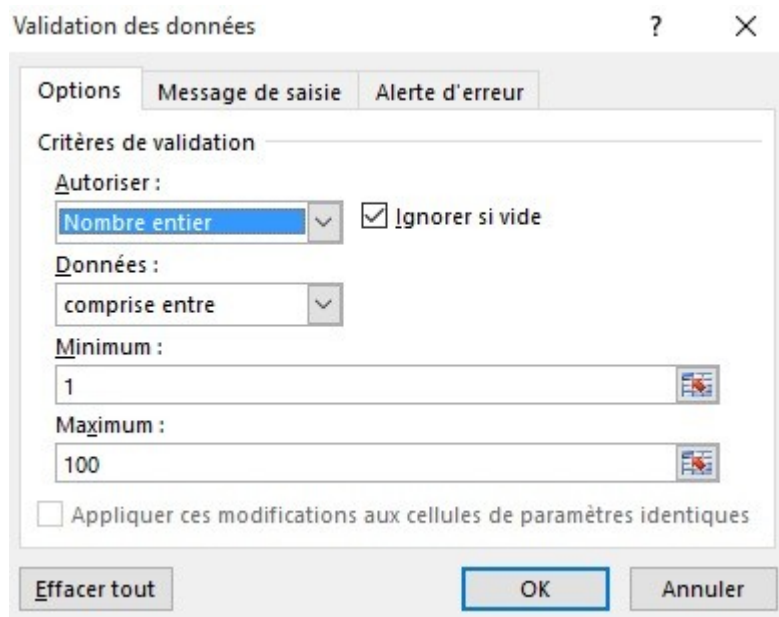 Validation des données ?
Options Message de saisie Alerte d'erreur
Critères de validation
Autoriser :
Nombre entier Ignorer si vide
Données :
comprise entre
Minimum :
1
Maximum :
100
Appliquer ces modifications aux cellules de paramètres identiques
Effacer tout OK Annuler